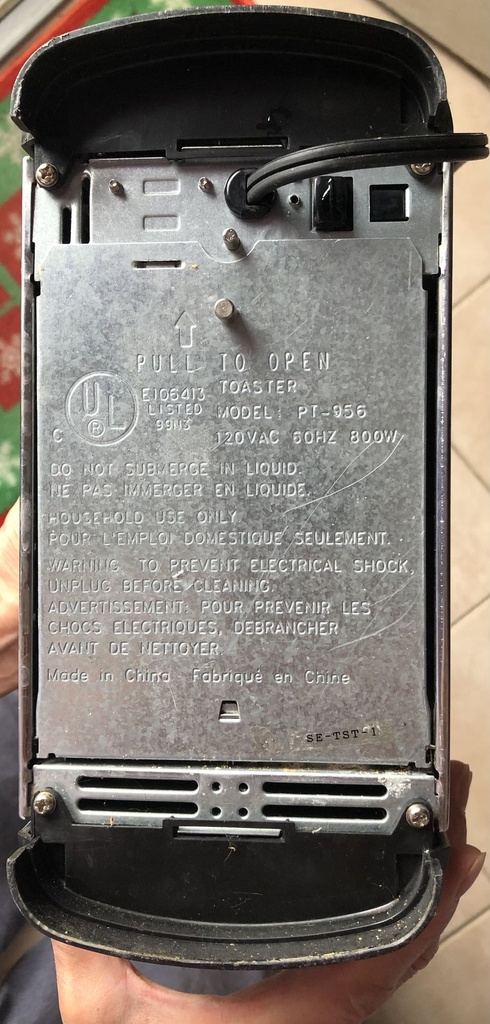 PULL TO OPEN
UL
®
E106413
LISTED
99N3
C
TOASTER
MODEL: PT-956
120VAC 60HZ 800W
DO NOT SUBMERGE IN LIQUID.
NE PAS IMMERGER EN LIQUIDE.
HOUSEHOLD USE ONLY.
POUR L'EMPLOI DOMESTIQUE SEULEMENT.
WARNING: TO PREVENT ELECTRICAL SHOCK,
UNPLUG BEFORE CLEANING.
ADVERTISSEMENT: POUR PREVENIR LES
CHOCS ELECTRIQUES, DEBRANCHER
AVANT DE NETTOYER.
Made in China Fabriqué en Chine
SE-TST-1